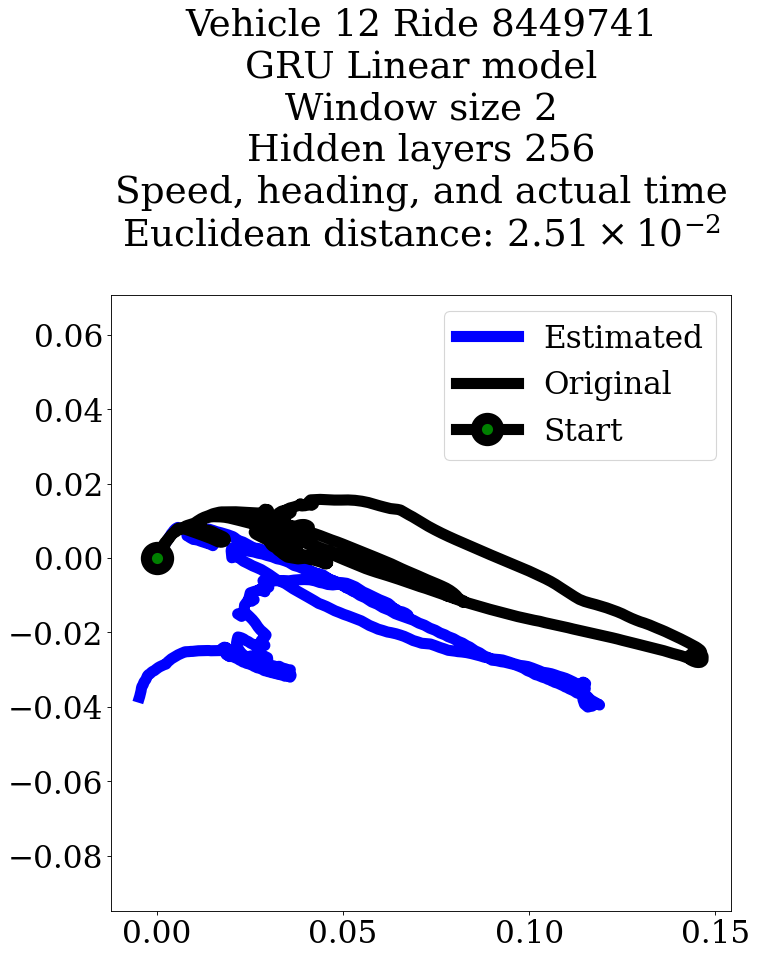 Vehicle 12 Ride 8449741
GRU Linear model
Window size 2
Hidden layers 256
Speed, heading, and actual time
Euclidean distance: 2.51 × 10⁻²
Estimated
Original
Start
0.06
0.04
0.02
0.00
−0.02
−0.04
−0.06
−0.08
0.00 0.05 0.10 0.15